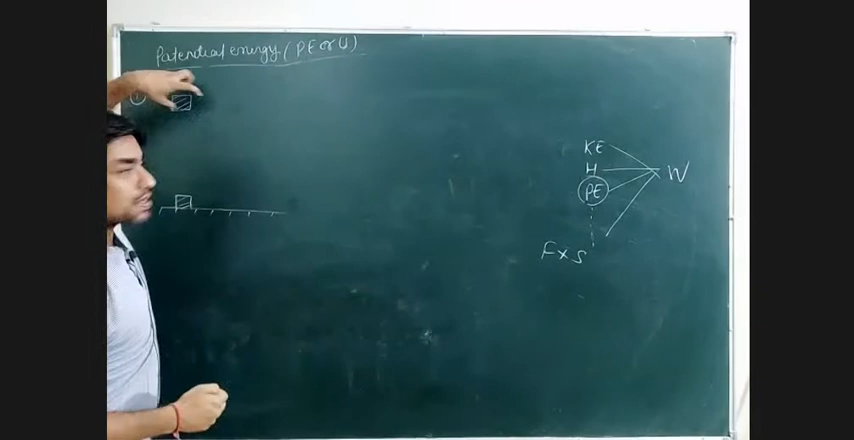 Potential energy (PE or U)
1
KE
H
PE
W
F x S